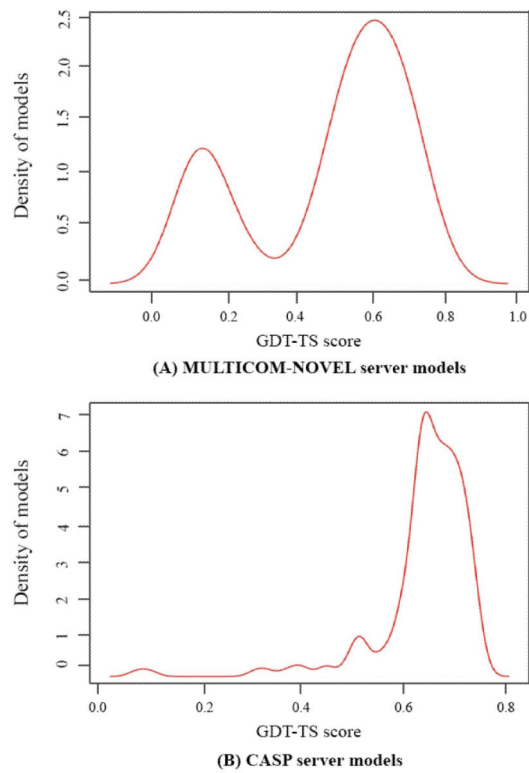 2.5
2.0
1.5
1.0
0.5
0.0
Density of models
0.0 0.2 0.4 0.6 0.8 1.0
GDT-TS score
(A) MULTICOM-NOVEL server models
7
6
5
4
3
2
1
0
Density of models
0.0 0.2 0.4 0.6 0.8
GDT-TS score
(B) CASP server models